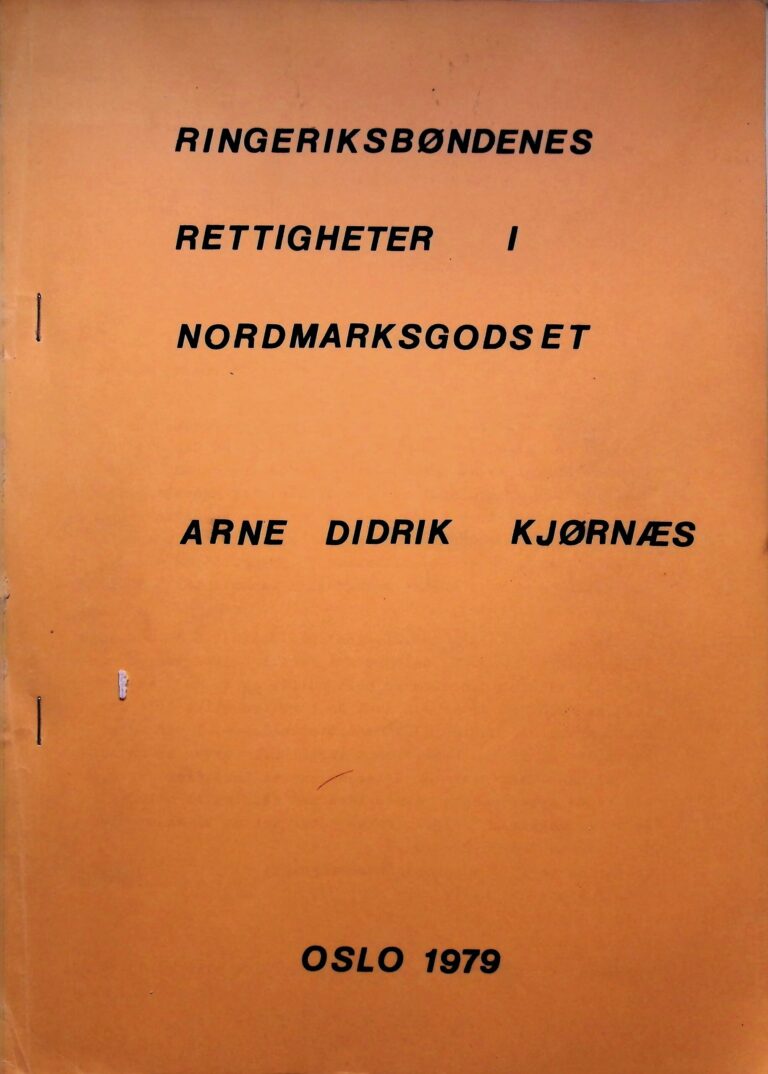 RINGERIKSBØNDENES
RETTIGHETER I
NORDMARKSGODSET
ARNE DIDRIK KJØRNÆS
OSLO 1979